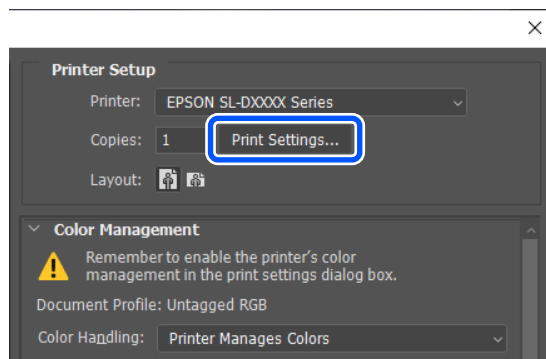 Printer Setup
Printer: EPSON SL-DXXXX Series
Copies: 1 Print Settings...
Layout:
Color Management
Remember to enable the printer's color
management in the print settings dialog box.
Document Profile: Untagged RGB
Color Handling: Printer Manages Colors